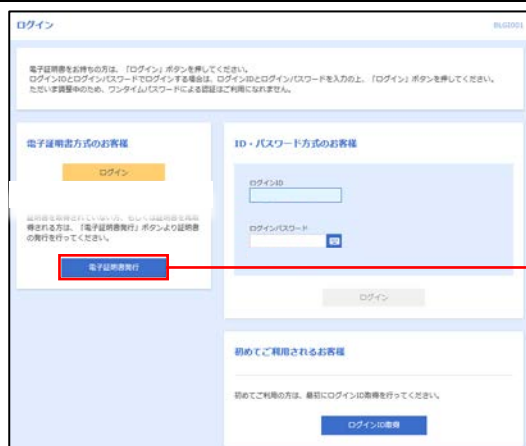 ログイン
BLGI001
電子証明書をお持ちの方は、「ログイン」ボタンを押してください。
ログインIDとログインパスワードでログインする場合は、ログインIDとログインパスワードを入力の上、「ログイン」ボタンを押してください。
ただいま調整中のため、ワンタイムパスワードによる認証はご利用になれません。
電子証明書方式のお客様
ログイン
証明書を取得されていない方、もしくは証明書を再取
得される方は、「電子証明書発行」ボタンより証明書
の発行を行ってください。
電子証明書発行
ID・パスワード方式のお客様
ログインID
ログインパスワード
ログイン
初めてご利用されるお客様
初めてご利用の方は、最初にログインID取得を行ってください。
ログインID取得